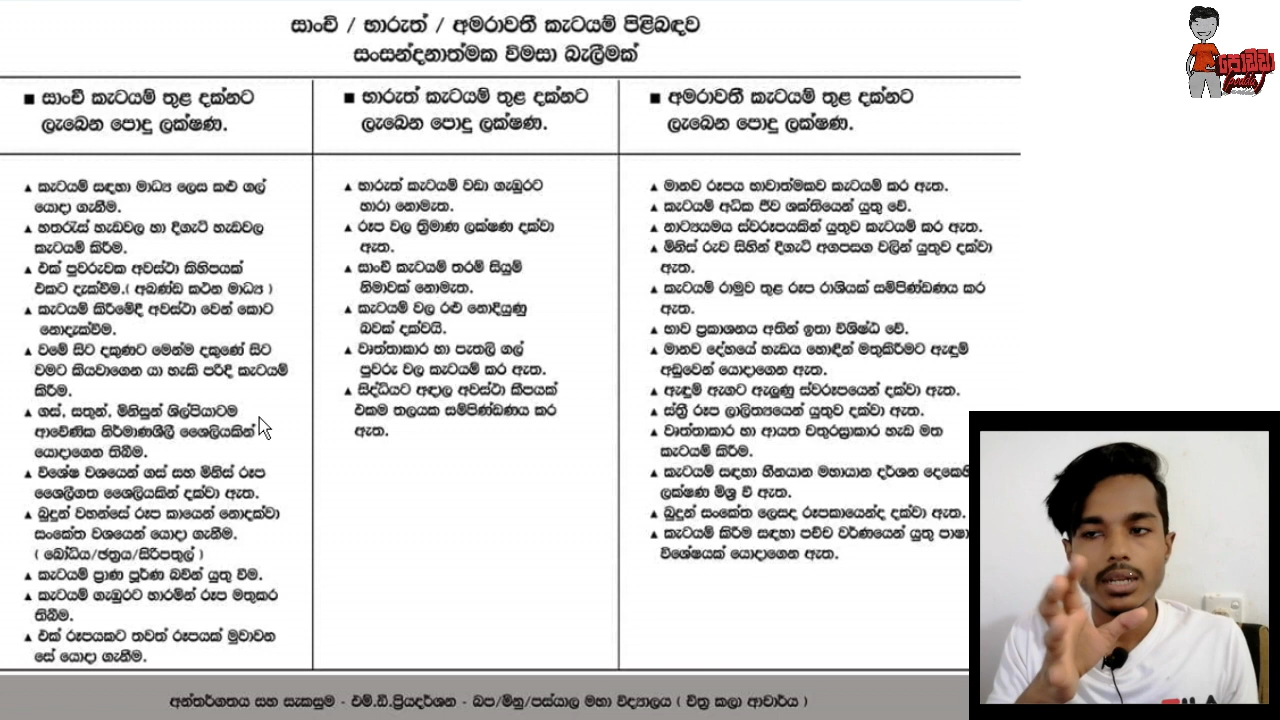 සාංචි / භාරුත් / අමරාවතී කැටයම් පිළිබඳව
සංසන්දනාත්මක විමසා බැලීමක්
■ සාංචි කැටයම් තුළ දක්නට
ලැබෙන පොදු ලක්ෂණ.
▲ කැටයම් සඳහා මාධ්‍ය ලෙස කළු ගල්
යොදා ගැනීම.
▲ හතරැස් හැඩවල හා දිගැටි හැඩවල
කැටයම් කිරීම.
▲ එක් පුවරුවක අවස්ථා කිහිපයක්
එකට දැක්වීම.( අඛණ්ඩ කථන මාධ්‍ය )
▲ කැටයම් කිරීමේදී අවස්ථා වෙන් කොට
නොදැක්වීම.
▲ වමේ සිට දකුණට මෙන්ම දකුණේ සිට
වමට කියවාගෙන යා හැකි පරිදි කැටයම්
කිරීම.
▲ ගස්, සතුන්, මිනිසුන් ශිල්පියාටම
ආවේණික නිර්මාණශීලී ශෛලියකින්
යොදාගෙන තිබීම.
▲ විශේෂ වශයෙන් ගස් සහ මිනිස් රූප
ශෛලීගත ශෛලියකින් දක්වා ඇත.
▲ බුදුන් වහන්සේ රූප කායෙන් නොදක්වා
සංකේත වශයෙන් යොදා ගැනීම.
( බෝධිය/ඡත්‍රය/සිරිපතුල් )
▲ කැටයම් ප්‍රාණ පූර්ණ බවින් යුතු වීම.
▲ කැටයම් ගැඹුරට හාරමින් රූප මතුකර
තිබීම.
▲ එක් රූපයකට තවත් රූපයක් මුවාවන
සේ යොදා ගැනීම.
■ භාරුත් කැටයම් තුළ දක්නට
ලැබෙන පොදු ලක්ෂණ.
▲ භාරුත් කැටයම් වඩා ගැඹුරට
හාරා නොමැත.
▲ රූප වල ත්‍රිමාණ ලක්ෂණ දක්වා
ඇත.
▲ සාංචි කැටයම් තරම් සියුම්
නිමාවක් නොමැත.
▲ කැටයම් වල රළු නොදියුණු
බවක් දක්වයි.
▲ වෘත්තාකාර හා පැතලි ගල්
පුවරු වල කැටයම් කර ඇත.
▲ සිද්ධියට අඳාල අවස්ථා කීපයක්
එකම තලයක සම්පිණ්ඩණය කර
ඇත.
■ අමරාවතී කැටයම් තුළ දක්නට
ලැබෙන පොදු ලක්ෂණ.
▲ මානව රූපය භාවාත්මකව කැටයම් කර ඇත.
▲ කැටයම් අධික ජීව ශක්තියෙන් යුතු වේ.
▲ නාට්‍යයමය ස්වරූපයකින් යුතුව කැටයම් කර ඇත.
▲ මිනිස් රුව සිහින් දිගැටි අගපසග වලින් යුතුව දක්වා
ඇත.
▲ කැටයම් රාමුව තුළ රූප රාශියක් සම්පිණ්ඩණය කර
ඇත.
▲ භාව ප්‍රකාශනය අතින් ඉතා විශිෂ්ඨ වේ.
▲ මානව දේහයේ හැඩය හොඳින් මතුකිරීමට ඇඳුම්
අඩුවෙන් යොදාගෙන ඇත.
▲ ඇඳුම් ඇගට ඇලුණු ස්වරූපයෙන් දක්වා ඇත.
▲ ස්ත්‍රී රූප ලාලිත්‍යයෙන් යුතුව දක්වා ඇත.
▲ වෘත්තාකාර හා ආයත චතුරස්‍රාකාර හැඩ මත
කැටයම් කිරීම.
▲ කැටයම් සඳහා හීනයාන මහායාන දර්ශන
ලක්ෂණ මිශ්‍ර වී ඇත.
▲ බුදුන් සංකේත ලෙසද රූපකායෙන්ද දක්වා ඇත.
▲ කැටයම් කිරීම සඳහා පච්ච වර්ණයෙන් යුතු
විශේෂයක් යොදාගෙන ඇත.
අන්තර්ගතය සහ සැකසුම - එම්.ඩී.ප්‍රියදර්ශන - බප/මිනු/පස්යාල මහා විද්‍යාලය ( චිත්‍ර කලා ආචාර්ය )
පොඩ්ඩා